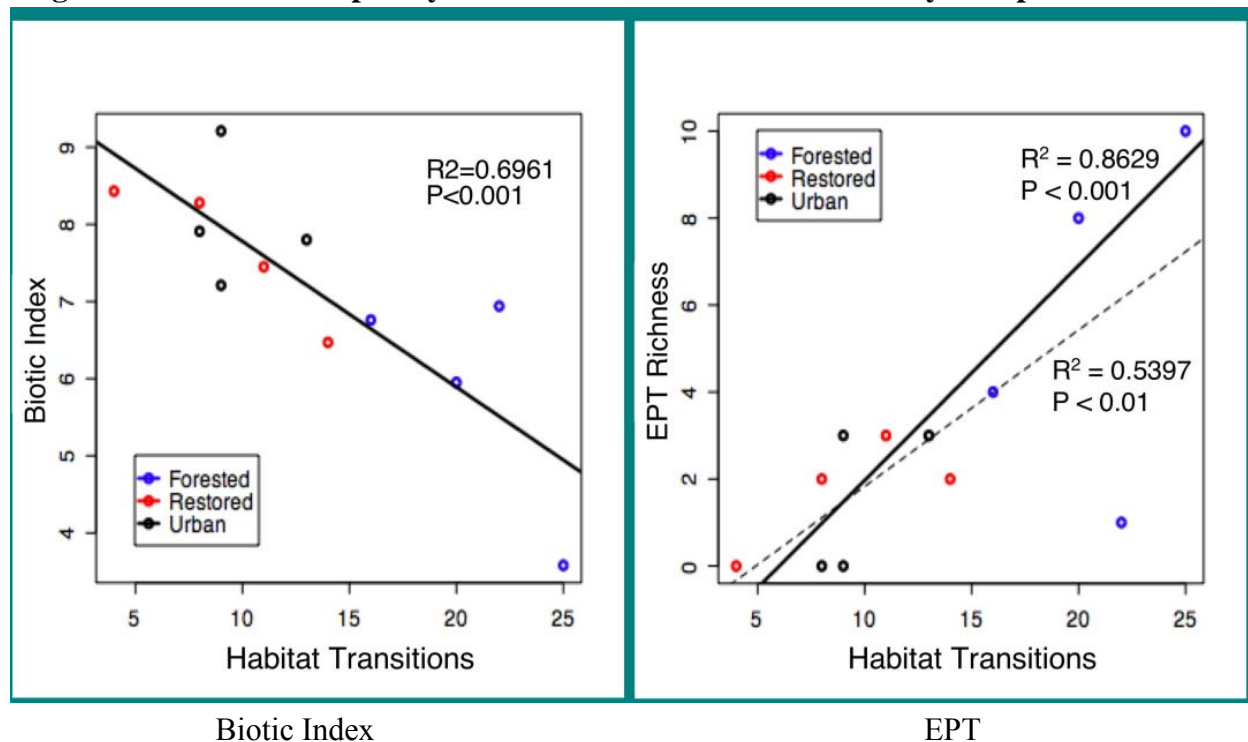 9
8
7
6
5
4
Biotic Index
R2=0.6961
P<0.001
Forested
Restored
Urban
5 10 15 20 25
Habitat Transitions
10
8
6
4
2
0
EPT Richness
Forested
Restored
Urban
R² = 0.8629
P < 0.001
R² = 0.5397
P < 0.01
5 10 15 20 25
Habitat Transitions
Biotic Index EPT